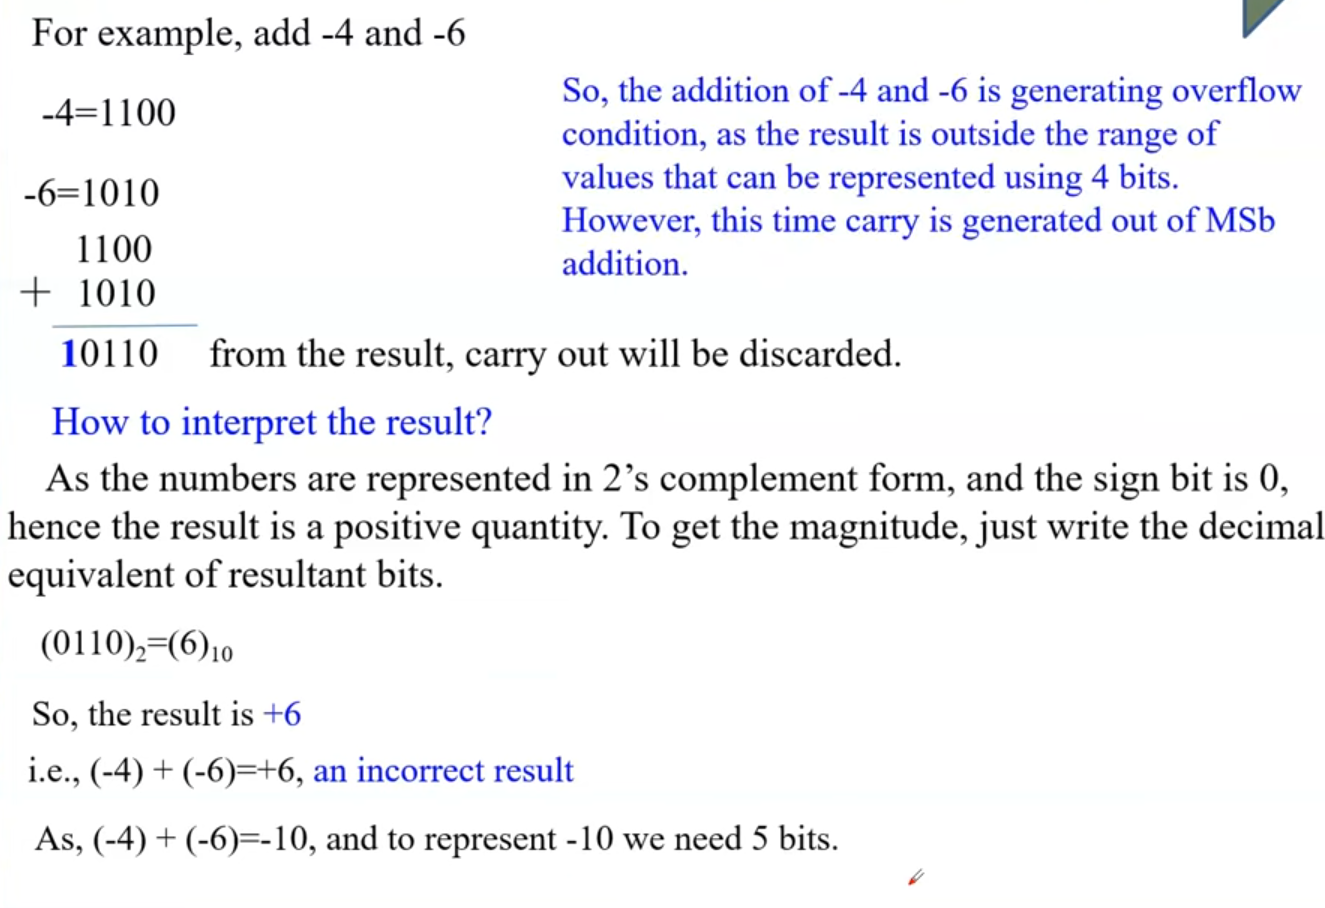 For example, add -4 and -6
-4=1100
-6=1010
1100
+ 1010
10110 from the result, carry out will be discarded.
So, the addition of -4 and -6 is generating overflow
condition, as the result is outside the range of
values that can be represented using 4 bits.
However, this time carry is generated out of MSb
addition.
How to interpret the result?
As the numbers are represented in 2’s complement form, and the sign bit is 0,
hence the result is a positive quantity. To get the magnitude, just write the decimal
equivalent of resultant bits.
(0110)₂=(6)₁₀
So, the result is +6
i.e., (-4) + (-6)=+6, an incorrect result
As, (-4) + (-6)=-10, and to represent -10 we need 5 bits.